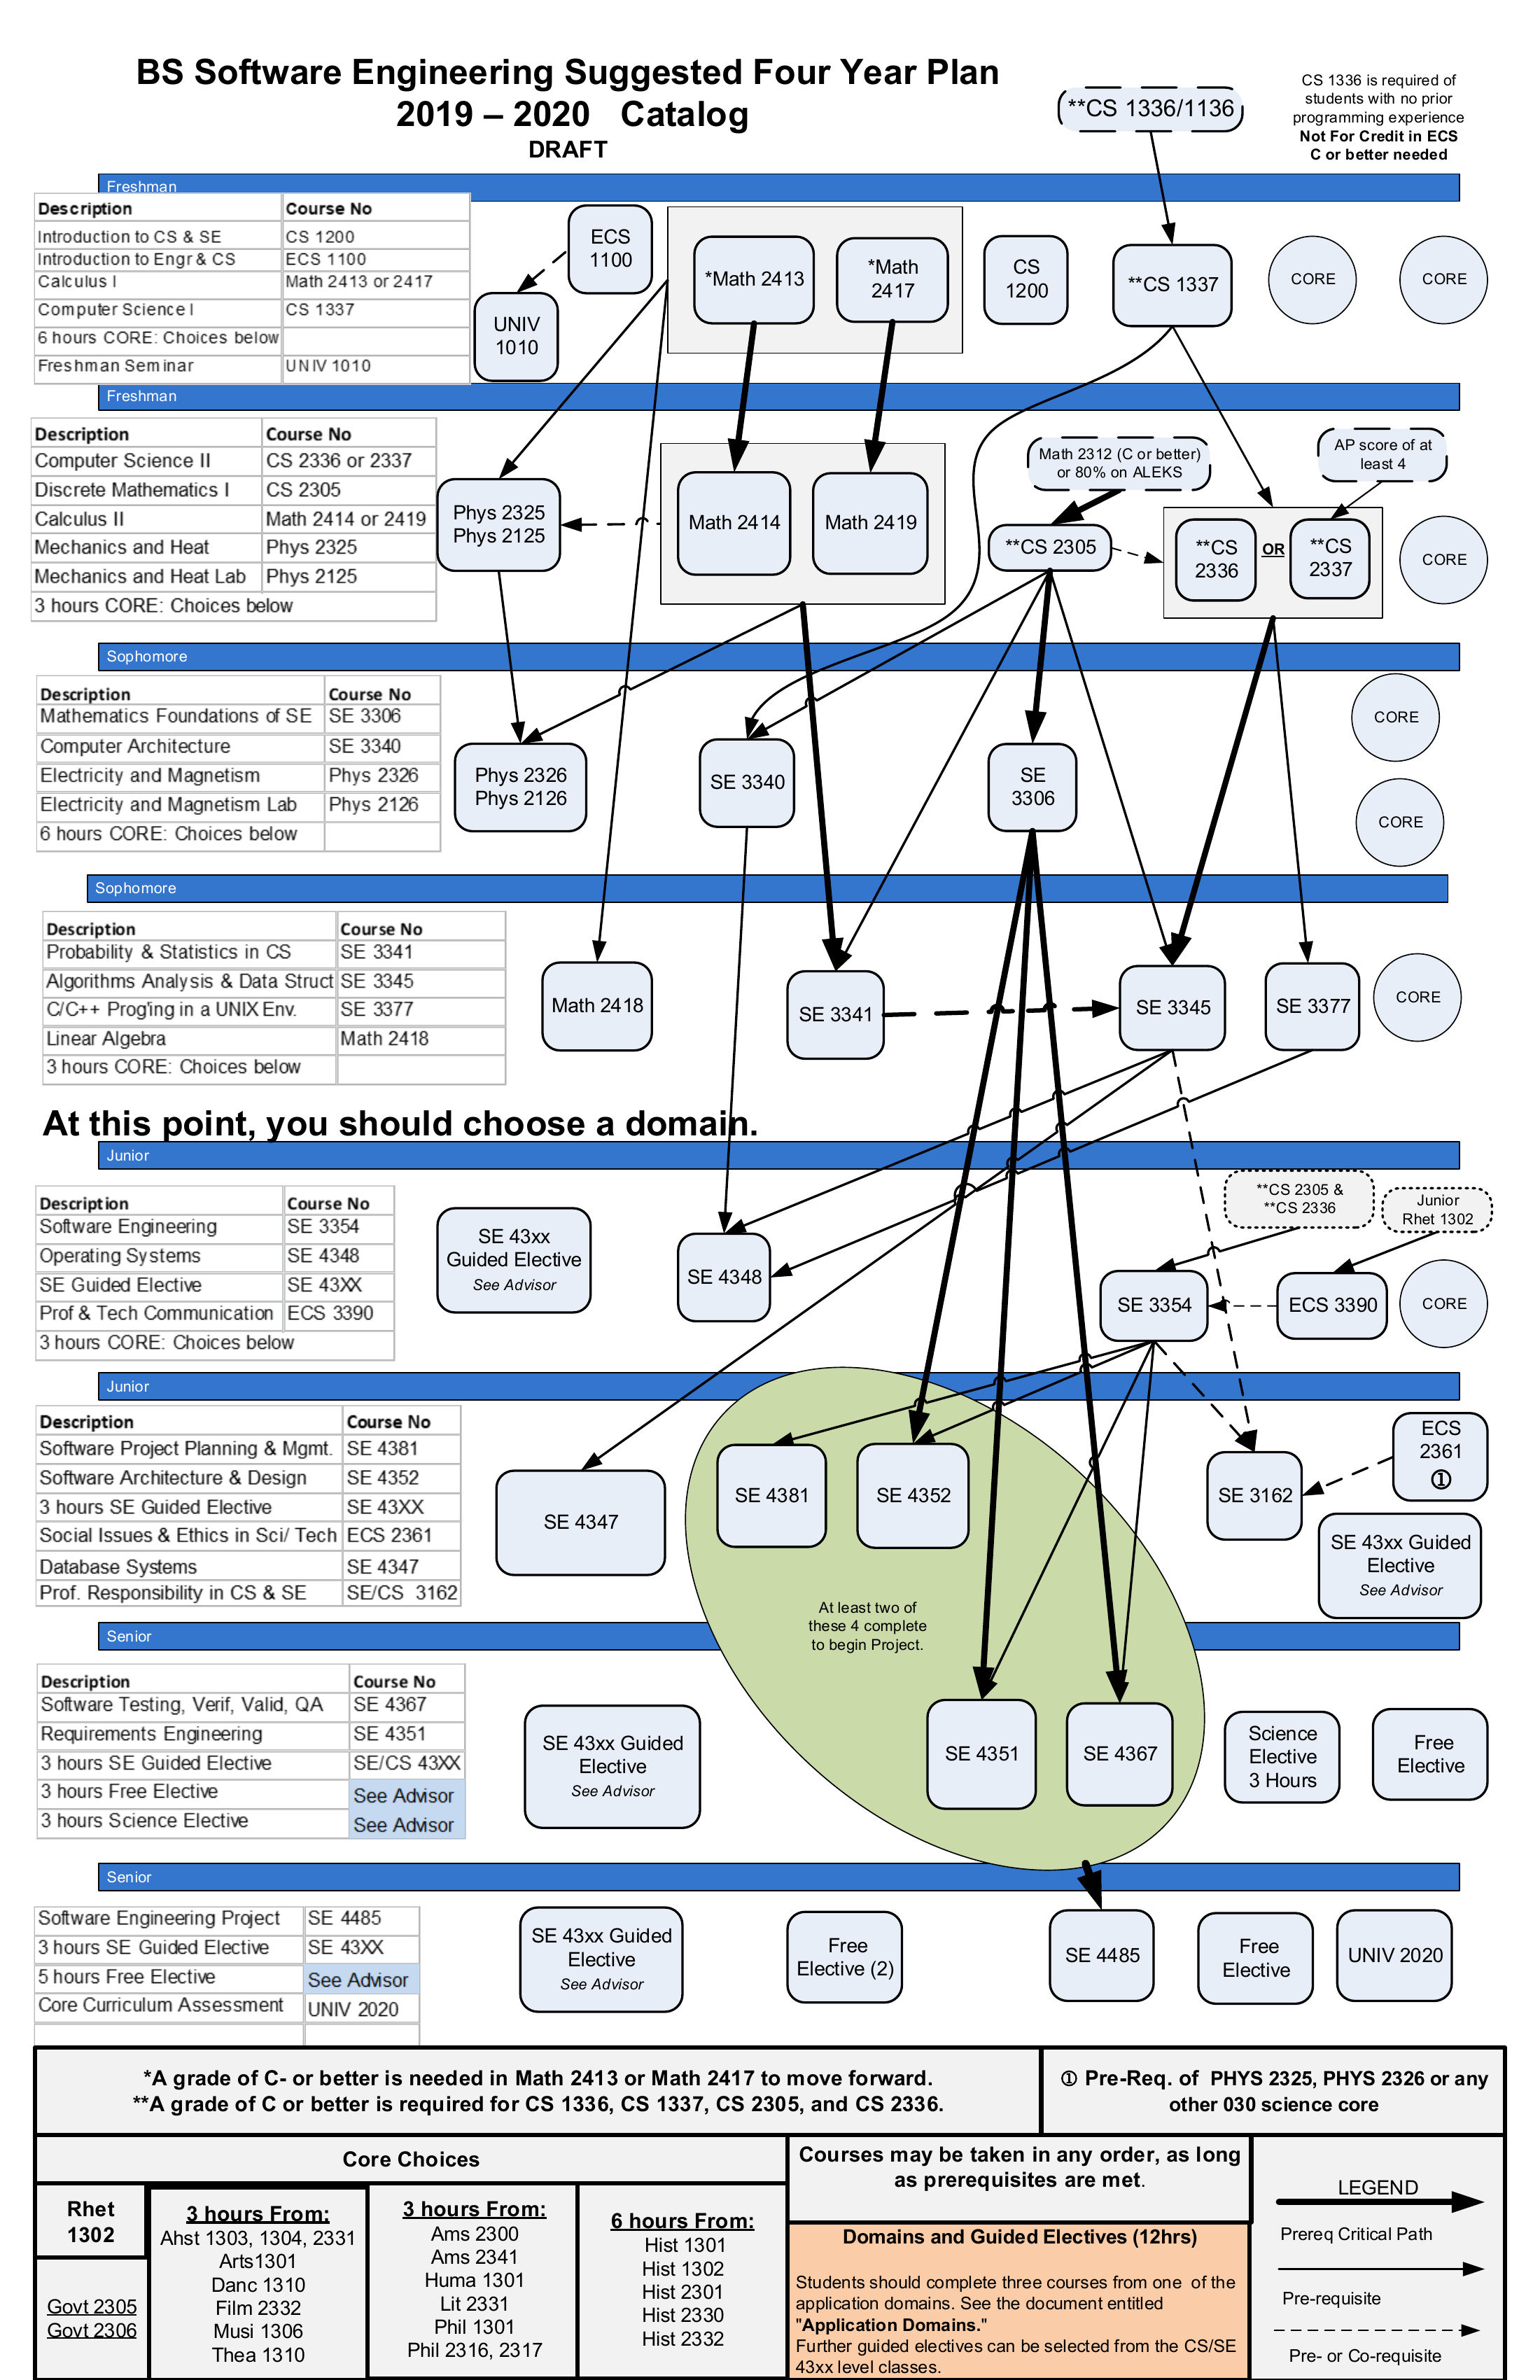 BS Software Engineering Suggested Four Year Plan
2019 – 2020 Catalog
DRAFT
**CS 1336/1136
CS 1336 is required of
students with no prior
programming experience
Not For Credit in ECS
C or better needed
Freshman
Description Course No
Introduction to CS & SE CS 1200
Introduction to Engr & CS ECS 1100
Calculus I Math 2413 or 2417
Computer Science I CS 1337
6 hours CORE: Choices below
Freshman Seminar UNIV 1010
ECS
1100
UNIV
1010
*Math 2413
*Math
2417
CS
1200
**CS 1337
CORE
CORE
Freshman
Description Course No
Computer Science II CS 2336 or 2337
Discrete Mathematics I CS 2305
Calculus II Math 2414 or 2419
Mechanics and Heat Phys 2325
Mechanics and Heat Lab Phys 2125
3 hours CORE: Choices below
Phys 2325
Phys 2125
Math 2414
Math 2419
Math 2312 (C or better)
or 80% on ALEKS
**CS 2305
AP score of at
least 4
**CS
2336
OR
**CS
2337
CORE
Sophomore
Description Course No
Mathematics Foundations of SE SE 3306
Computer Architecture SE 3340
Electricity and Magnetism Phys 2326
Electricity and Magnetism Lab Phys 2126
6 hours CORE: Choices below
Phys 2326
Phys 2126
SE 3340
SE
3306
CORE
CORE
Sophomore
Description Course No
Probability & Statistics in CS SE 3341
Algorithms Analysis & Data Struct SE 3345
C/C++ Prog'ing in a UNIX Env. SE 3377
Linear Algebra Math 2418
3 hours CORE: Choices below
Math 2418
SE 3341
SE 3345
SE 3377
CORE
At this point, you should choose a domain.
Junior
Description Course No
Software Engineering SE 3354
Operating Systems SE 4348
SE Guided Elective SE 43XX
Prof & Tech Communication ECS 3390
3 hours CORE: Choices below
SE 43xx
Guided Elective
See Advisor
SE 4348
**CS 2305 &
**CS 2336
Junior
Rhet 1302
SE 3354
ECS 3390
CORE
Junior
Description Course No
Software Project Planning & Mgmt. SE 4381
Software Architecture & Design SE 4352
3 hours SE Guided Elective SE 43XX
Social Issues & Ethics in Sci/ Tech ECS 2361
Database Systems SE 4347
Prof. Responsibility in CS & SE SE/CS 3162
SE 4347
SE 4381
SE 4352
SE 3162
ECS
2361
①
SE 43xx Guided
Elective
See Advisor
At least two of
these 4 complete
to begin Project.
Senior
Description Course No
Software Testing, Verif, Valid, QA SE 4367
Requirements Engineering SE 4351
3 hours SE Guided Elective SE/CS 43XX
3 hours Free Elective See Advisor
3 hours Science Elective See Advisor
SE 43xx Guided
Elective
See Advisor
SE 4351
SE 4367
Science
Elective
3 Hours
Free
Elective
Senior
Software Engineering Project SE 4485
3 hours SE Guided Elective SE 43XX
5 hours Free Elective See Advisor
Core Curriculum Assessment UNIV 2020
SE 43xx Guided
Elective
See Advisor
Free
Elective (2)
SE 4485
Free
Elective
UNIV 2020
*A grade of C- or better is needed in Math 2413 or Math 2417 to move forward.
**A grade of C or better is required for CS 1336, CS 1337, CS 2305, and CS 2336.
① Pre-Req. of PHYS 2325, PHYS 2326 or any
other 030 science core
Core Choices
Rhet
1302
Govt 2305
Govt 2306
3 hours From:
Ahst 1303, 1304, 2331
Arts1301
Danc 1310
Film 2332
Musi 1306
Thea 1310
3 hours From:
Ams 2300
Ams 2341
Huma 1301
Lit 2331
Phil 1301
Phil 2316, 2317
6 hours From:
Hist 1301
Hist 1302
Hist 2301
Hist 2330
Hist 2332
Courses may be taken in any order, as long
as prerequisites are met.
Domains and Guided Electives (12hrs)
Students should complete three courses from one of the
application domains. See the document entitled
"Application Domains."
Further guided electives can be selected from the CS/SE
43xx level classes.
LEGEND
Prereq Critical Path
Pre-requisite
Pre- or Co-requisite